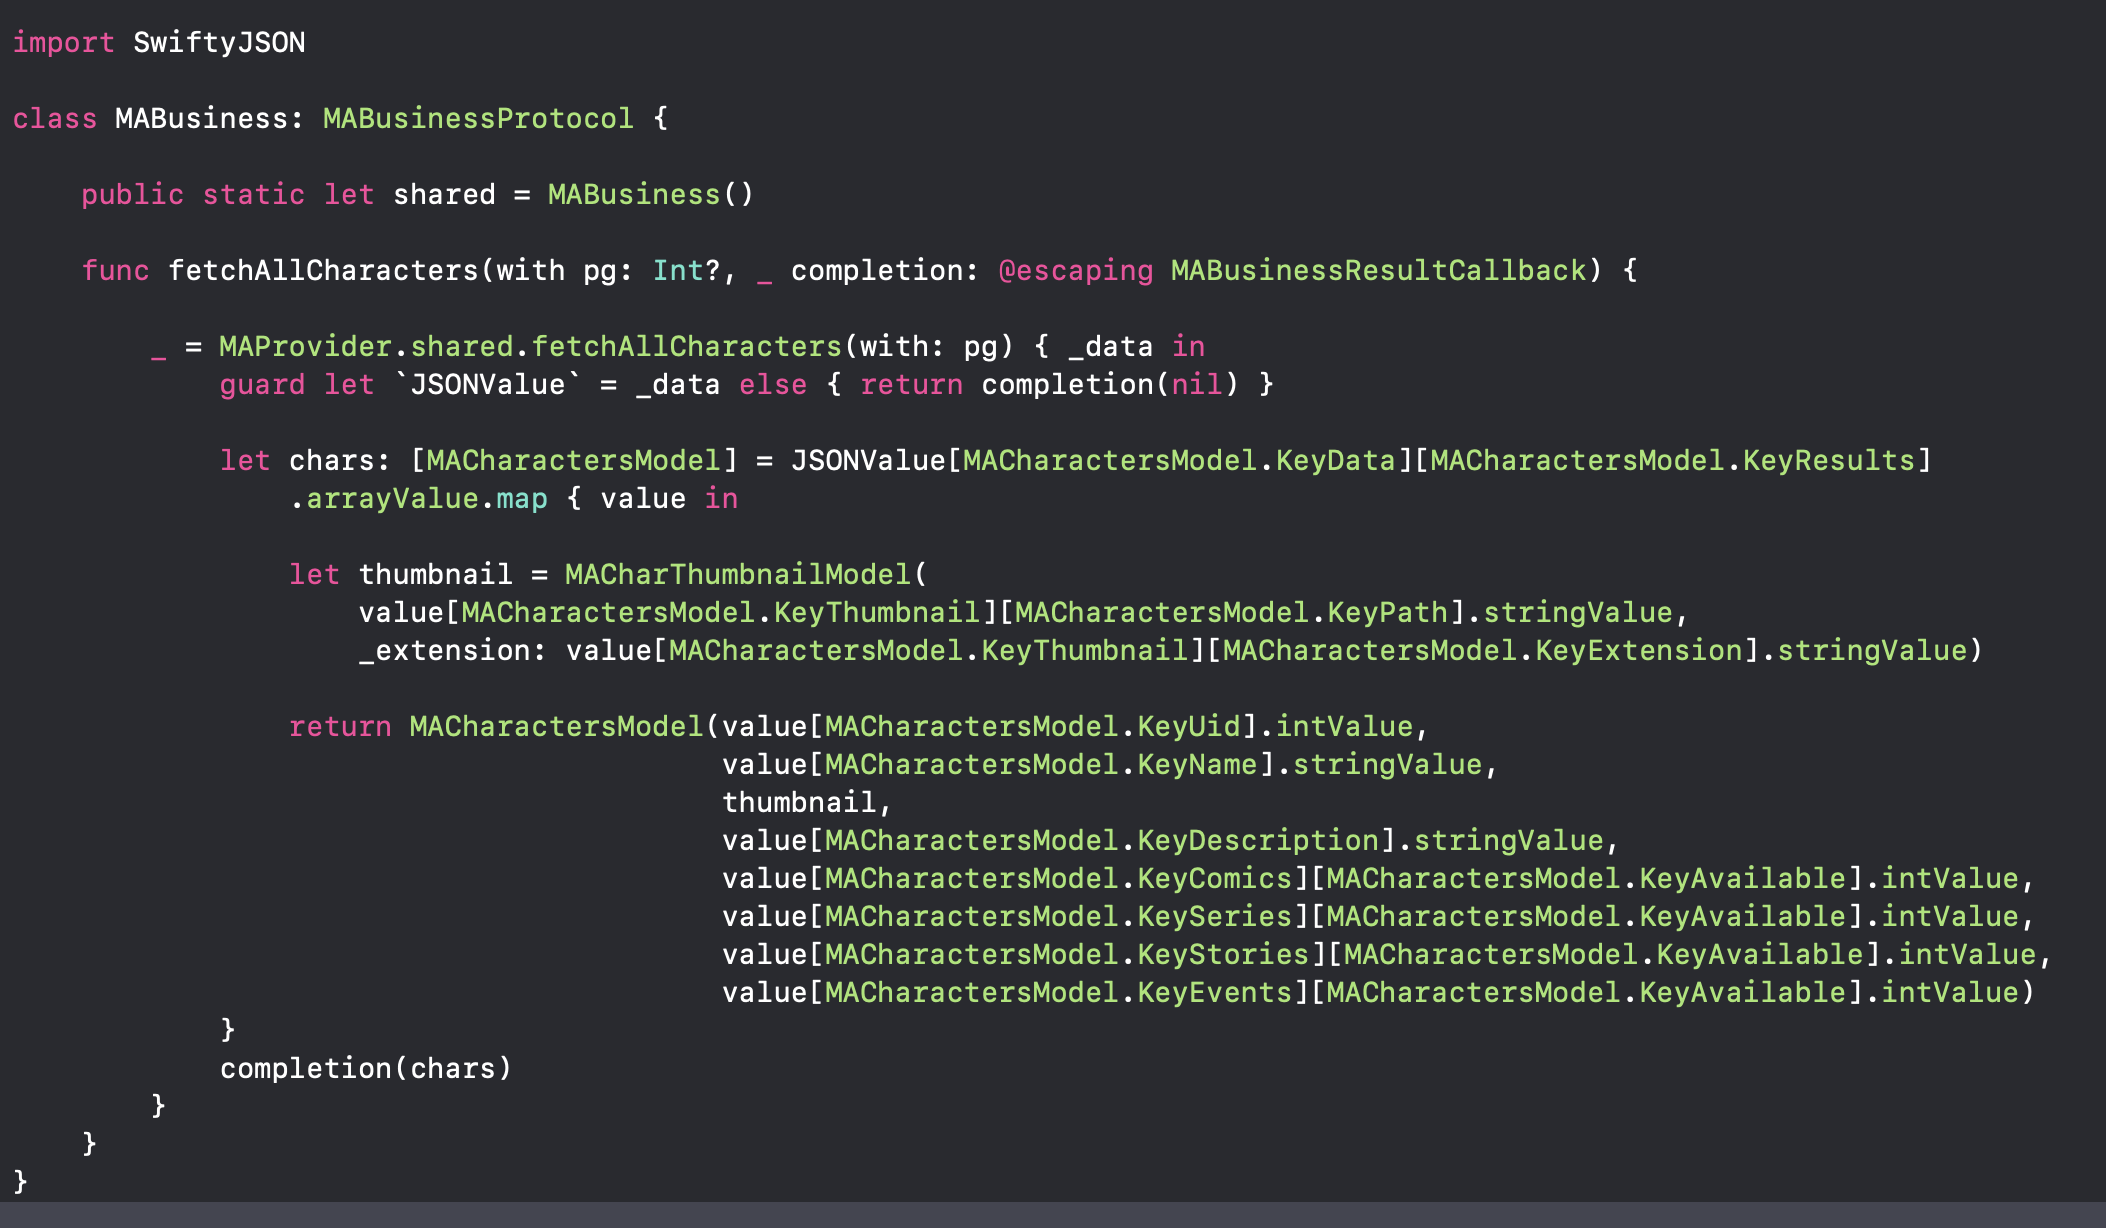 import SwiftyJSON
class MABusiness: MABusinessProtocol {
public static let shared = MABusiness()
func fetchAllCharacters(with pg: Int?, _ completion: @escaping MABusinessResultCallback) {
_ = MAProvider.shared.fetchAllCharacters(with: pg) { _data in
guard let `JSONValue` = _data else { return completion(nil) }
let chars: [MACharactersModel] = JSONValue[MACharactersModel.KeyData][MACharactersModel.KeyResults]
.arrayValue.map { value in
let thumbnail = MACharThumbnailModel(
value[MACharactersModel.KeyThumbnail][MACharactersModel.KeyPath].stringValue,
_extension: value[MACharactersModel.KeyThumbnail][MACharactersModel.KeyExtension].stringValue)
return MACharactersModel(value[MACharactersModel.KeyUid].intValue,
value[MACharactersModel.KeyName].stringValue,
thumbnail,
value[MACharactersModel.KeyDescription].stringValue,
value[MACharactersModel.KeyComics][MACharactersModel.KeyAvailable].intValue,
value[MACharactersModel.KeySeries][MACharactersModel.KeyAvailable].intValue,
value[MACharactersModel.KeyStories][MACharactersModel.KeyAvailable].intValue,
value[MACharactersModel.KeyEvents][MACharactersModel.KeyAvailable].intValue)
}
completion(chars)
}
}
}